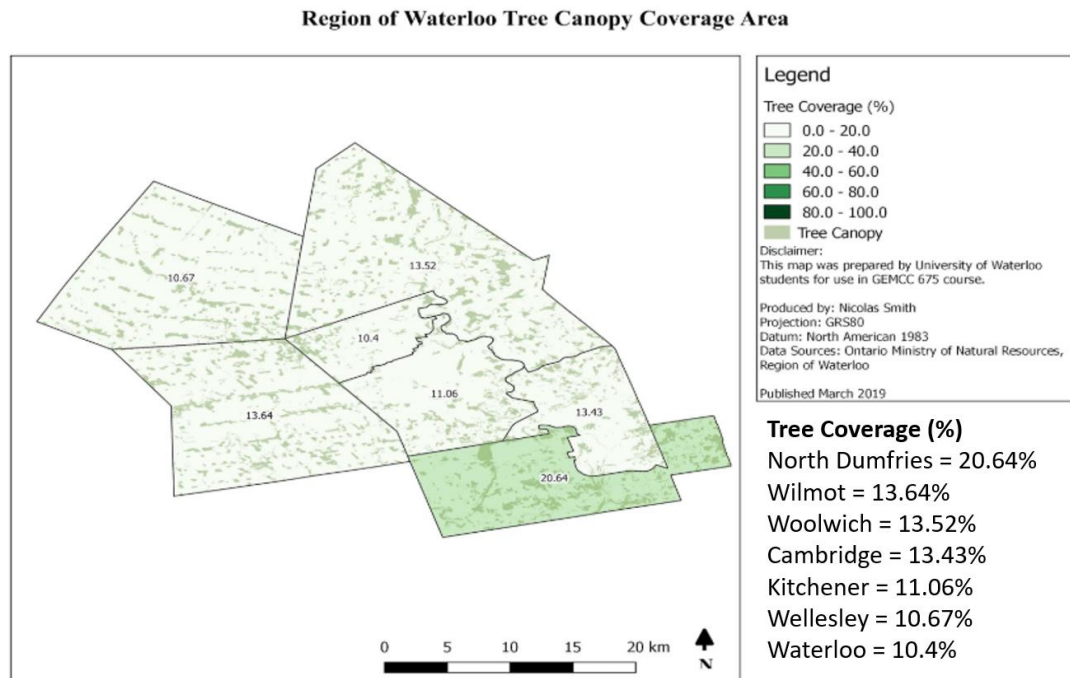 Region of Waterloo Tree Canopy Coverage Area
10.67
13.52
10.4
11.06
13.64
13.43
20.64
0 5 10 15 20 km
N
Legend
Tree Coverage (%)
0.0 - 20.0
20.0 - 40.0
40.0 - 60.0
60.0 - 80.0
80.0 - 100.0
Tree Canopy
Disclaimer:
This map was prepared by University of Waterloo
students for use in GEMCC 675 course.
Produced by: Nicolas Smith
Projection: GRS80
Datum: North American 1983
Data Sources: Ontario Ministry of Natural Resources,
Region of Waterloo
Published March 2019
Tree Coverage (%)
North Dumfries = 20.64%
Wilmot = 13.64%
Woolwich = 13.52%
Cambridge = 13.43%
Kitchener = 11.06%
Wellesley = 10.67%
Waterloo = 10.4%